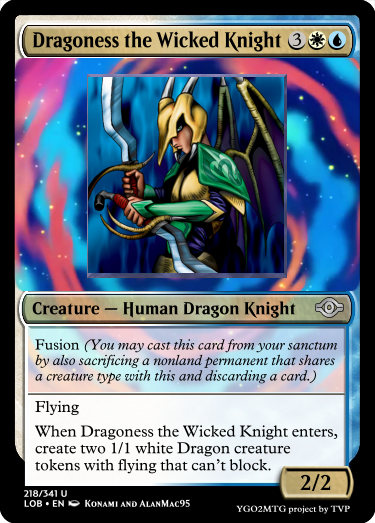 Dragoness the Wicked Knight 3
Creature — Human Dragon Knight
Fusion (You may cast this card from your sanctum
by also sacrificing a nonland permanent that shares
a creature type with this and discarding a card.)
Flying
When Dragoness the Wicked Knight enters,
create two 1/1 white Dragon creature
tokens with flying that can't block.
2/2
218/341 U
LOB • EN Konami and AlanMac95
YGO2MTG project by TVP